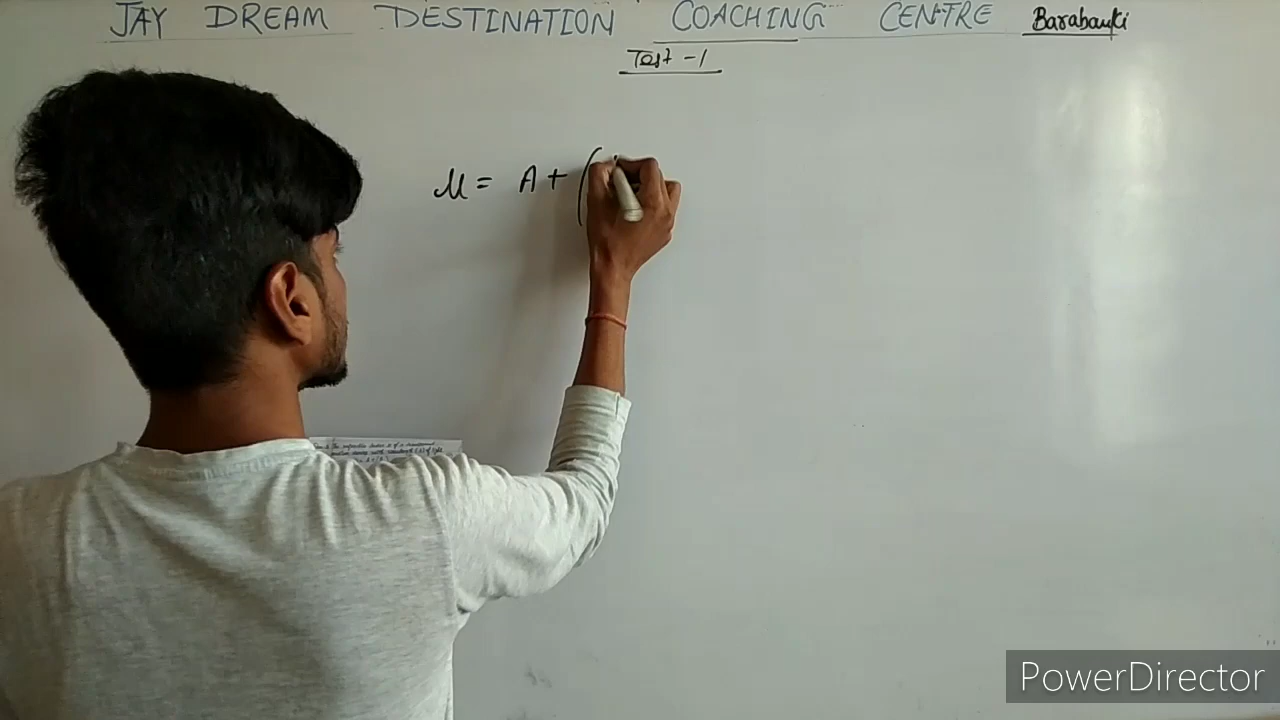 JAY DREAM DESTINATION COACHING CENTRE Barabanki
Test -1
μ = A + (
PowerDirector